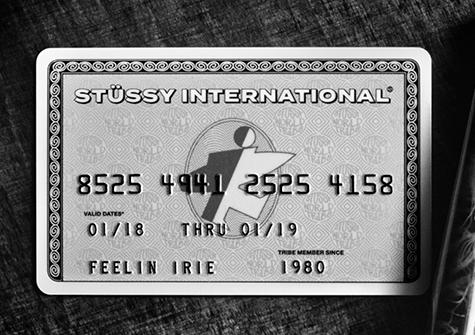 STÜSSY INTERNATIONAL
8525 4941 2525 4158
VALID DATES*
01/18 THRU 01/19
TRIBE MEMBER SINCE
FEELIN IRIE 1980